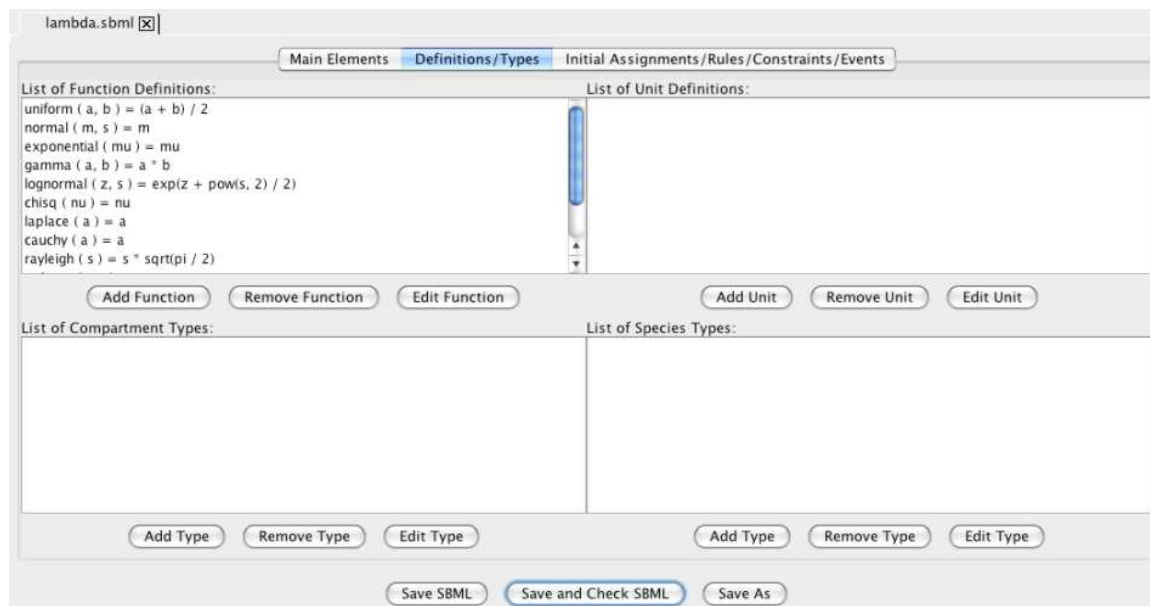 lambda.sbml
Main Elements Definitions/Types Initial Assignments/Rules/Constraints/Events
List of Function Definitions:
uniform ( a, b ) = (a + b) / 2
normal ( m, s ) = m
exponential ( mu ) = mu
gamma ( a, b ) = a * b
lognormal ( z, s ) = exp(z + pow(s, 2) / 2)
chisq ( nu ) = nu
laplace ( a ) = a
cauchy ( a ) = a
rayleigh ( s ) = s * sqrt(pi / 2)
Add Function Remove Function Edit Function
List of Unit Definitions:
Add Unit Remove Unit Edit Unit
List of Compartment Types:
Add Type Remove Type Edit Type
List of Species Types:
Add Type Remove Type Edit Type
Save SBML Save and Check SBML Save As